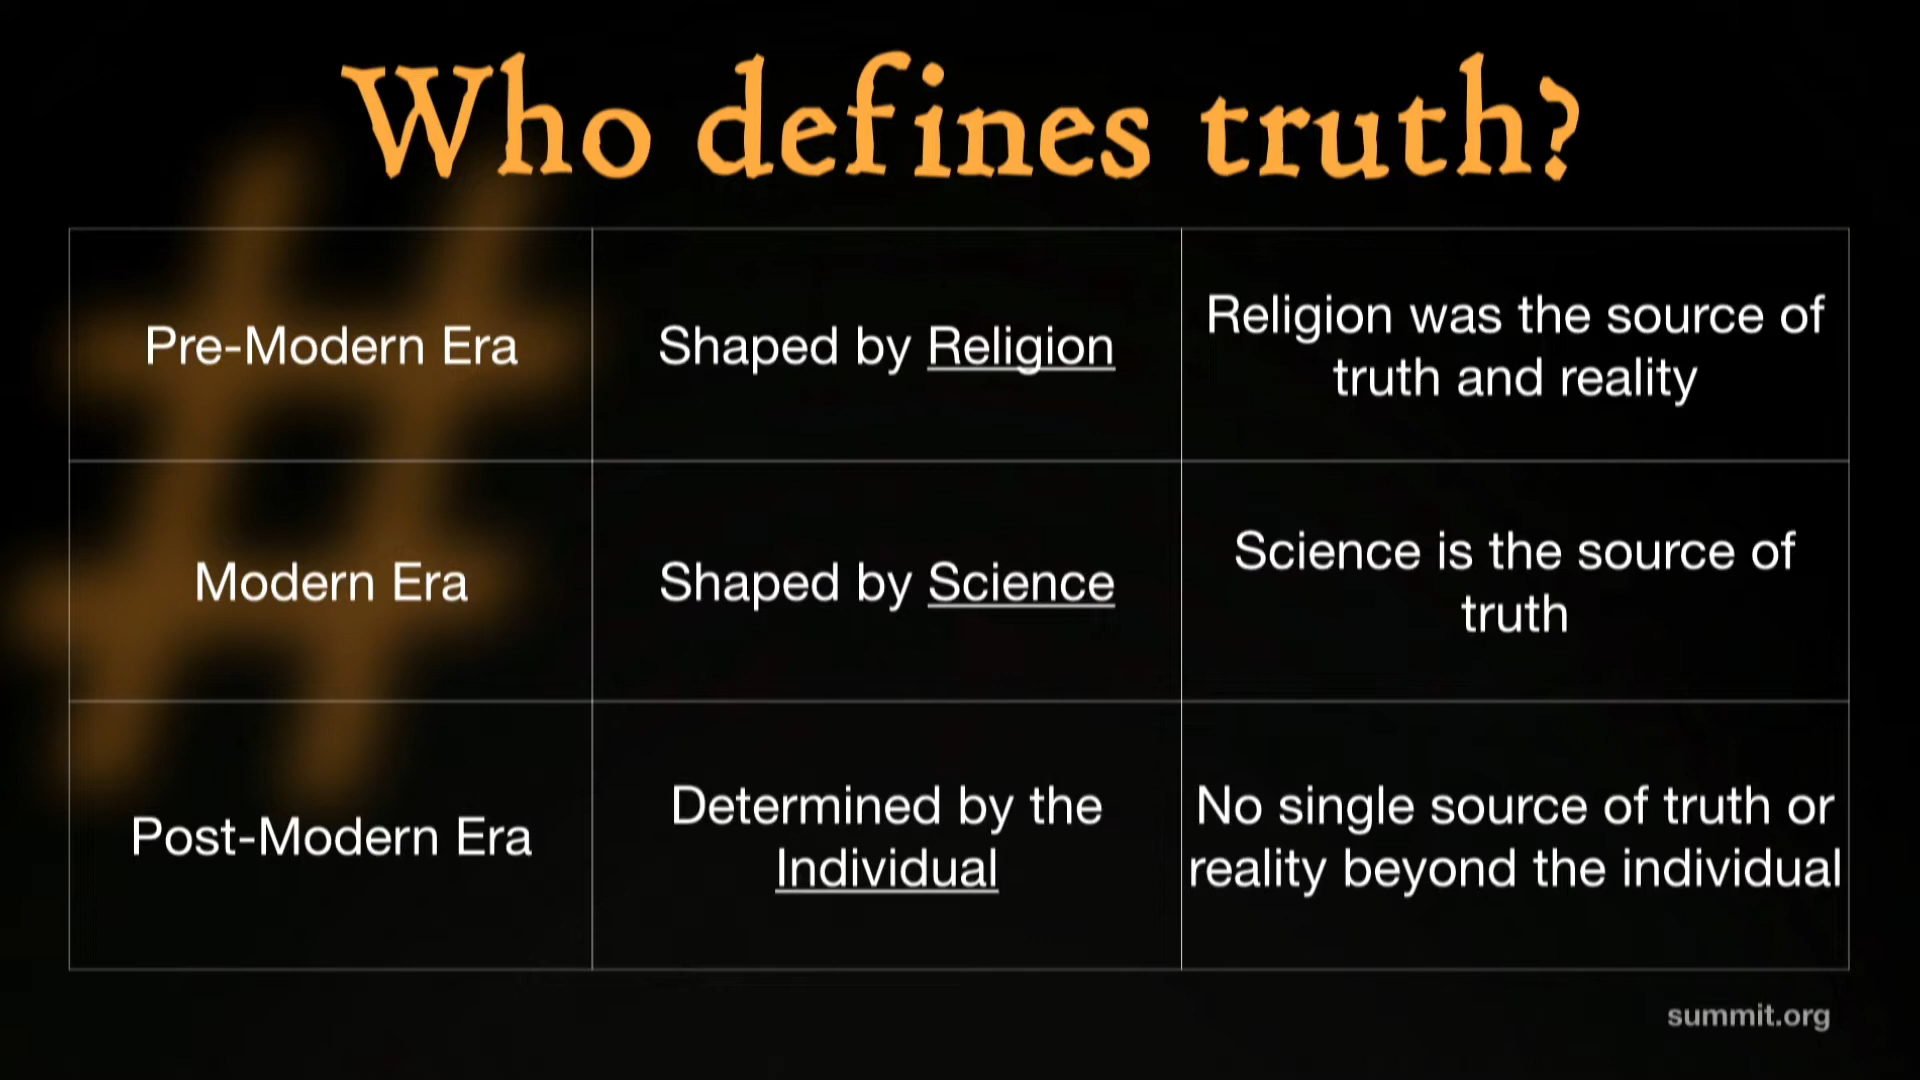 Who defines truth?
Pre-Modern Era
Shaped by Religion
Religion was the source of
truth and reality
Modern Era
Shaped by Science
Science is the source of
truth
Post-Modern Era
Determined by the
Individual
No single source of truth or
reality beyond the individual
summit.org